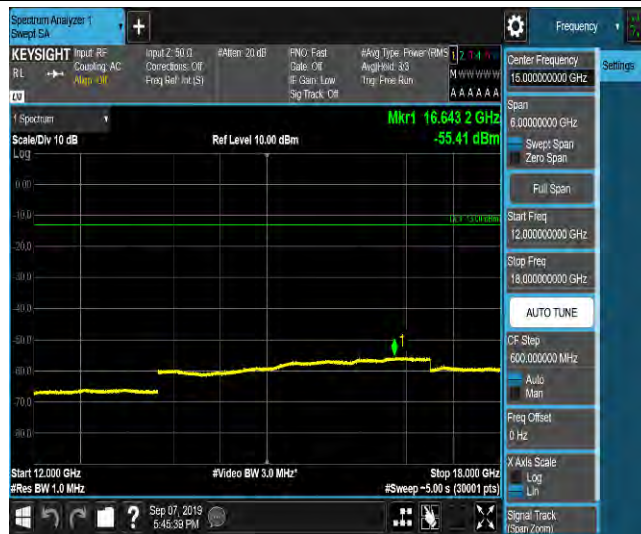 Spectrum Analyzer 1
Swept SA
+
Frequency
KEYSIGHT
Input: RF
Coupling: AC
Align: Off
Input Z: 50 Ω
Corrections: Off
Freq Ref: Int (S)
#Atten: 20 dB
PNO: Fast
Gate: Off
IF Gain: Low
Sig Track: Off
#Avg Type: Power (RMS
Avg|Hold: 3/3
Trig: Free Run
M W W W W W
A A A A A A
RL
LXI
1 Spectrum
Scale/Div 10 dB
Log
Ref Level 10.00 dBm
Mkr1 16.643 2 GHz
-55.41 dBm
0.00
-10.0
-20.0
-30.0
-40.0
-50.0
-60.0
-70.0
-80.0
1
Start 12.000 GHz
#Res BW 1.0 MHz
#Video BW 3.0 MHz*
Stop 18.000 GHz
#Sweep ~5.00 s (30001 pts)
Sep 07, 2019
5:45:39 PM
?
Settings
Center Frequency
15.000000000 GHz
Span
6.00000000 GHz
Swept Span
Zero Span
Full Span
Start Freq
12.000000000 GHz
Stop Freq
18.000000000 GHz
AUTO TUNE
CF Step
600.000000 MHz
Auto
Man
Freq Offset
0 Hz
X Axis Scale
Log
Lin
Signal Track
(Span Zoom)